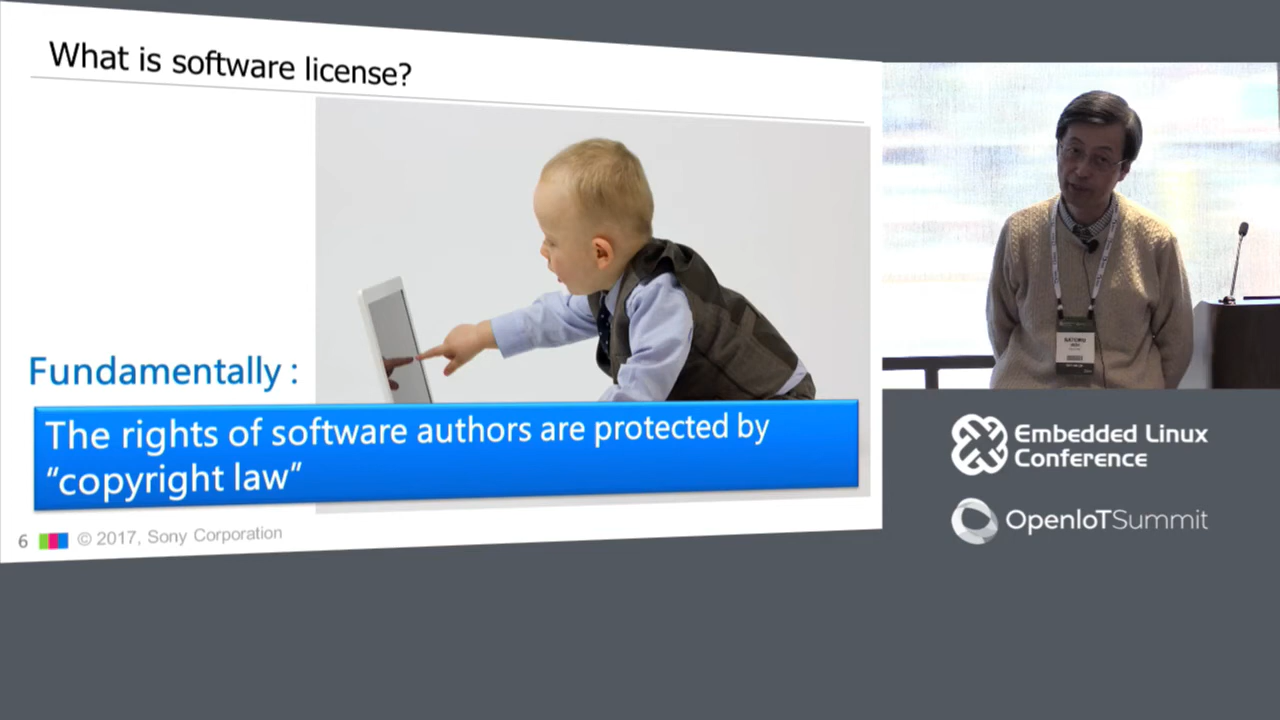 What is software license?
Fundamentally :
The rights of software authors are protected by
“copyright law”
6 © 2017, Sony Corporation
SATORU
Embedded Linux
Conference
OpenIoTSummit